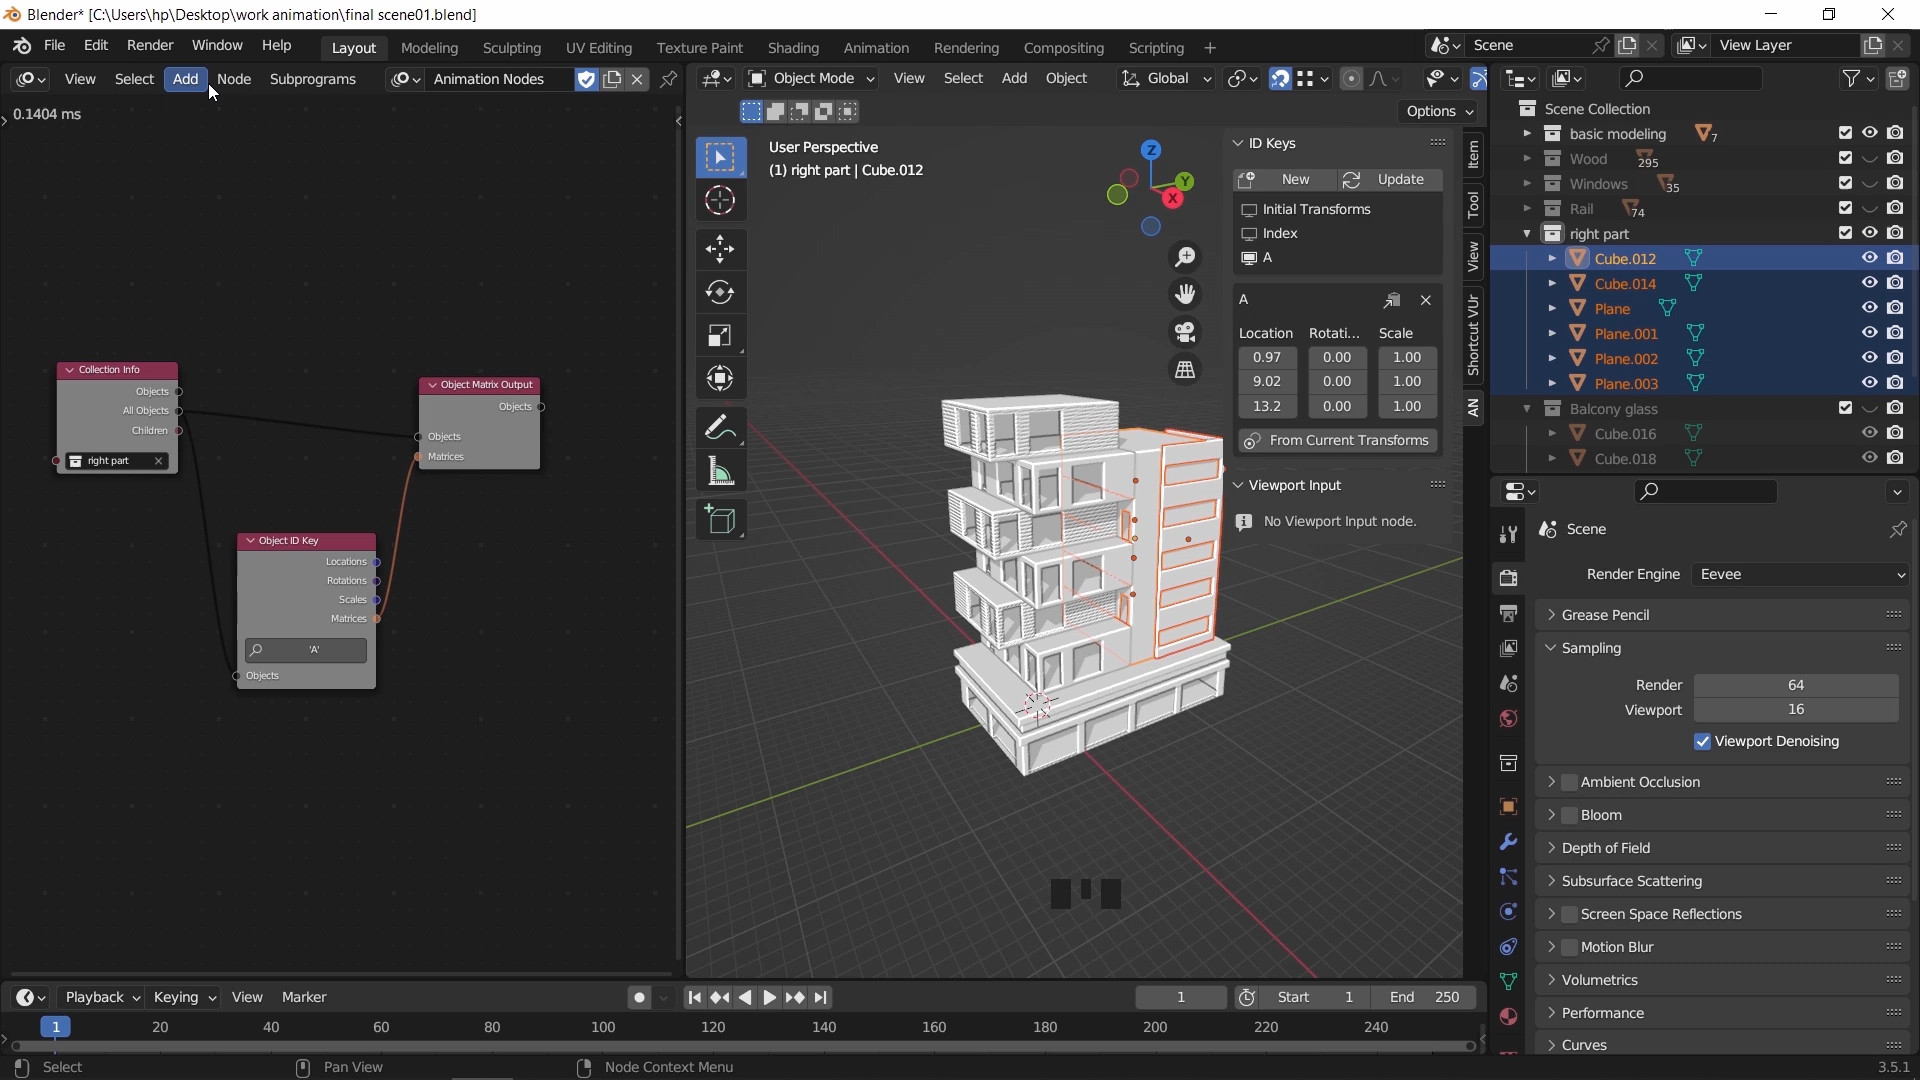 Blender* [C:\Users\hp\Desktop\work animation\final scene01.blend]
File Edit Render Window Help Layout Modeling Sculpting UV Editing Texture Paint Shading Animation Rendering Compositing Scripting + Scene View Layer
View Select Add Node Subprograms Animation Nodes
Object Mode View Select Add Object Global
Options
0.1404 ms
Collection Info
Objects
All Objects
Children
right part
Object Matrix Output
Objects
Objects
Matrices
Object ID Key
Locations
Rotations
Scales
Matrices
'A'
Objects
User Perspective
(1) right part | Cube.012
Z
Y
X
ID Keys
New Update
Initial Transforms
Index
A
A
Location Rotati... Scale
0.97 0.00 1.00
9.02 0.00 1.00
13.2 0.00 1.00
From Current Transforms
Viewport Input
No Viewport Input node.
Item
Tool
View
Shortcut VUr
AN
Scene Collection
basic modeling 7
Wood 295
Windows 35
Rail 74
right part
Cube.012
Cube.014
Plane
Plane.001
Plane.002
Plane.003
Balcony glass
Cube.016
Cube.018
Scene
Render Engine Eevee
Grease Pencil
Sampling
Render 64
Viewport 16
Viewport Denoising
Ambient Occlusion
Bloom
Depth of Field
Subsurface Scattering
Screen Space Reflections
Motion Blur
Volumetrics
Performance
Curves
Playback Keying View Marker 1 Start 1 End 250
1 20 40 60 80 100 120 140 160 180 200 220 240
Select Pan View Node Context Menu 3.5.1